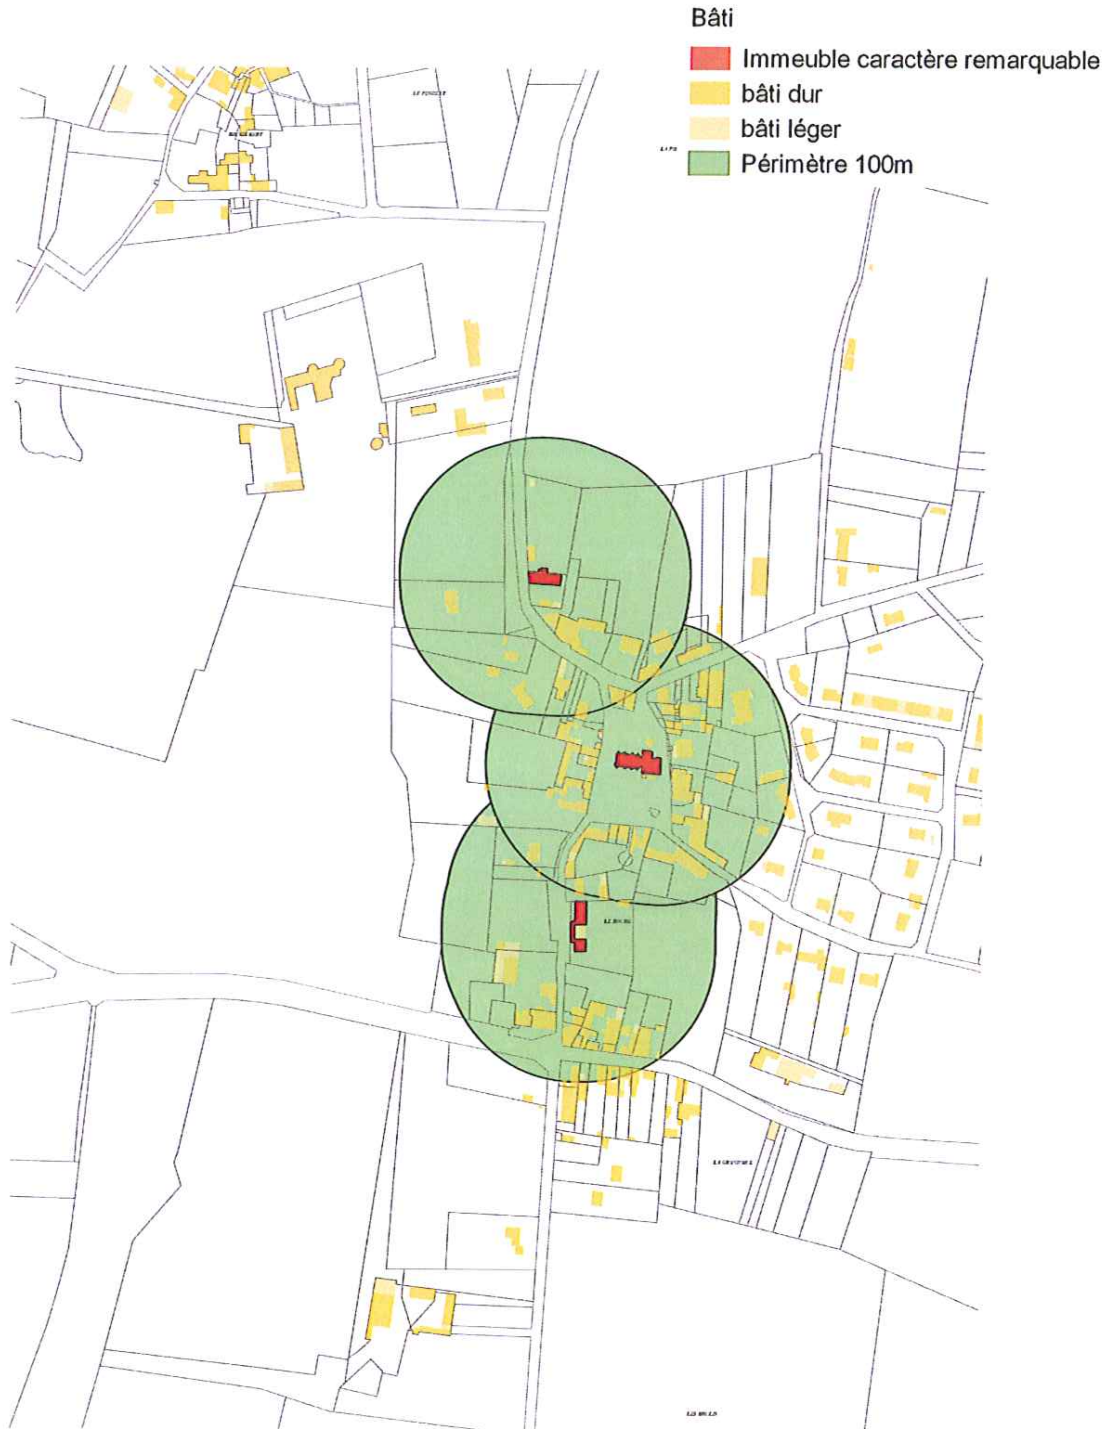 Bâti
Immeuble caractère remarquable
bâti dur
bâti léger
Périmètre 100m
LE BOURG